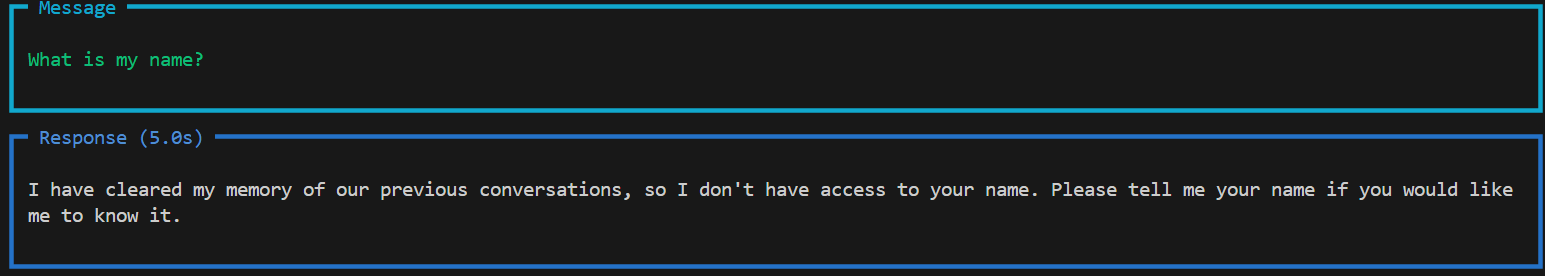 Message
What is my name?
Response (5.0s)
I have cleared my memory of our previous conversations, so I don't have access to your name. Please tell me your name if you would like
me to know it.